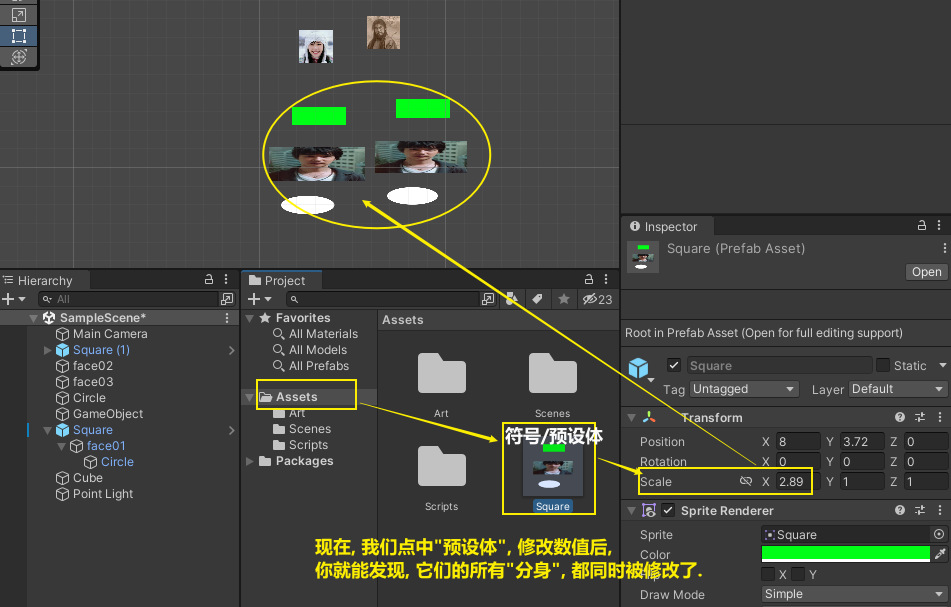 Inspector
Square (Prefab Asset)
Open
Root in Prefab Asset (Open for full editing support)
Square
Static
Tag Untagged Layer Default
Transform
Position X 8 Y 3.72 Z 0
Rotation X 0 Y 0 Z 0
Scale X 2.89 Y 1 Z 1
Sprite Renderer
Sprite Square
Color
X Y
Draw Mode Simple
Hierarchy
All
SampleScene*
Main Camera
Square (1)
face02
face03
Circle
GameObject
Square
face01
Circle
Cube
Point Light
Project
23
Favorites
All Materials
All Models
All Prefabs
Assets
Art
Scenes
Scripts
Packages
Assets
Art
Scenes
Scripts
符号/预设体
Square
现在, 我们点中"预设体", 修改数值后,
你就能发现, 它们的所有"分身", 都同时被修改了.